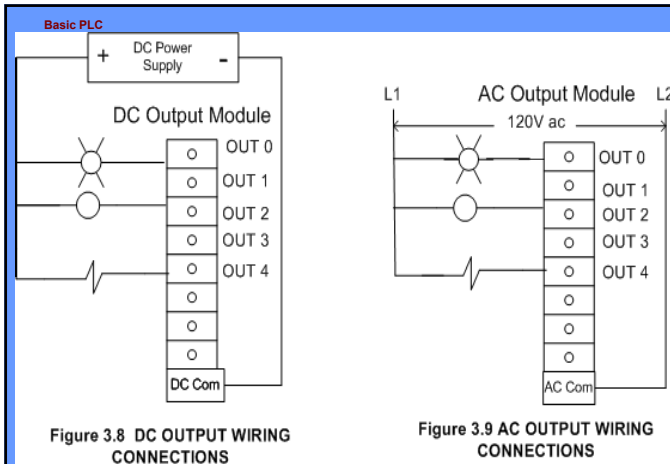 Basic PLC
+ DC Power Supply -
DC Output Module
OUT 0
OUT 1
OUT 2
OUT 3
OUT 4
DC Com
Figure 3.8 DC OUTPUT WIRING
CONNECTIONS
L1 AC Output Module L2
120V ac
OUT 0
OUT 1
OUT 2
OUT 3
OUT 4
AC Com
Figure 3.9 AC OUTPUT WIRING
CONNECTIONS